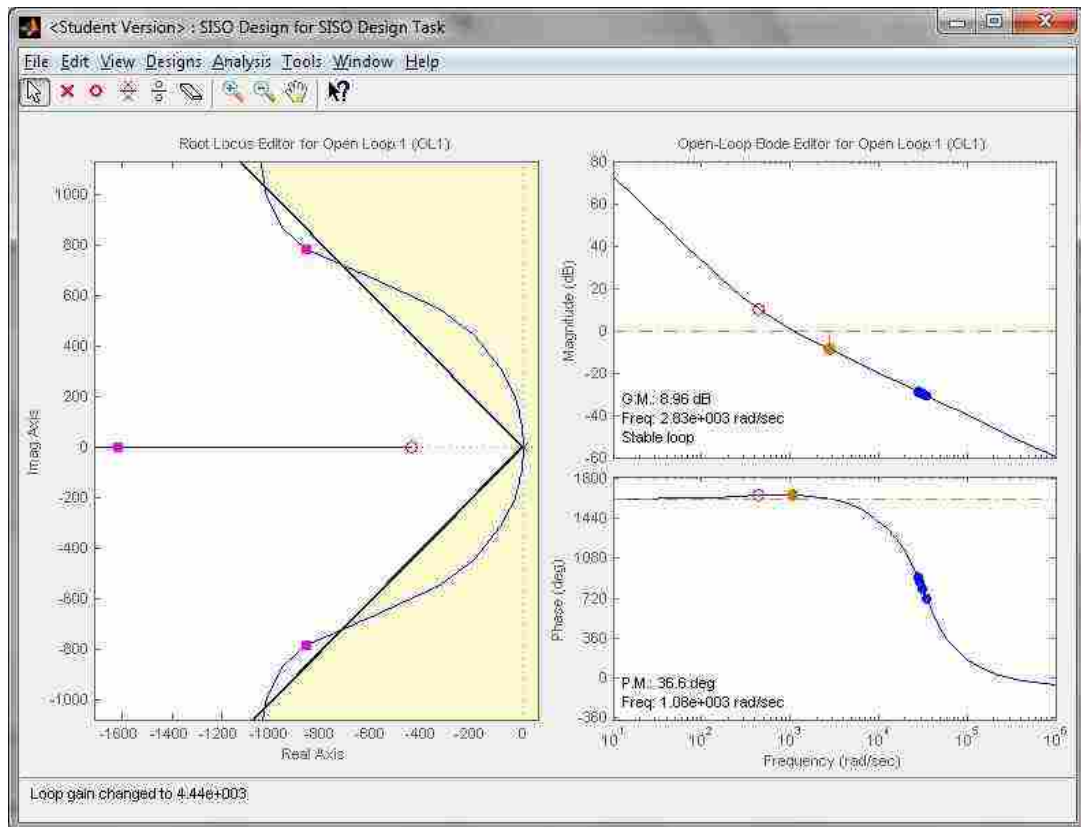 <Student Version> : SISO Design for SISO Design Task
File Edit View Designs Analysis Tools Window Help
Root Locus Editor for Open Loop 1 (OL1)
1000
800
600
400
200
0
-200
-400
-600
-800
-1000
Imag Axis
-1600 -1400 -1200 -1000 -800 -600 -400 -200 0
Real Axis
Open-Loop Bode Editor for Open Loop 1 (OL1)
80
60
40
20
0
-20
-40
-60
Magnitude (dB)
G.M.: 8.96 dB
Freq: 2.83e+003 rad/sec
Stable loop
1800
1440
1080
720
360
0
-360
Phase (deg)
P.M.: 36.6 deg
Freq: 1.08e+003 rad/sec
10^1 10^2 10^3 10^4 10^5 10^6
Frequency (rad/sec)
Loop gain changed to 4.44e+003